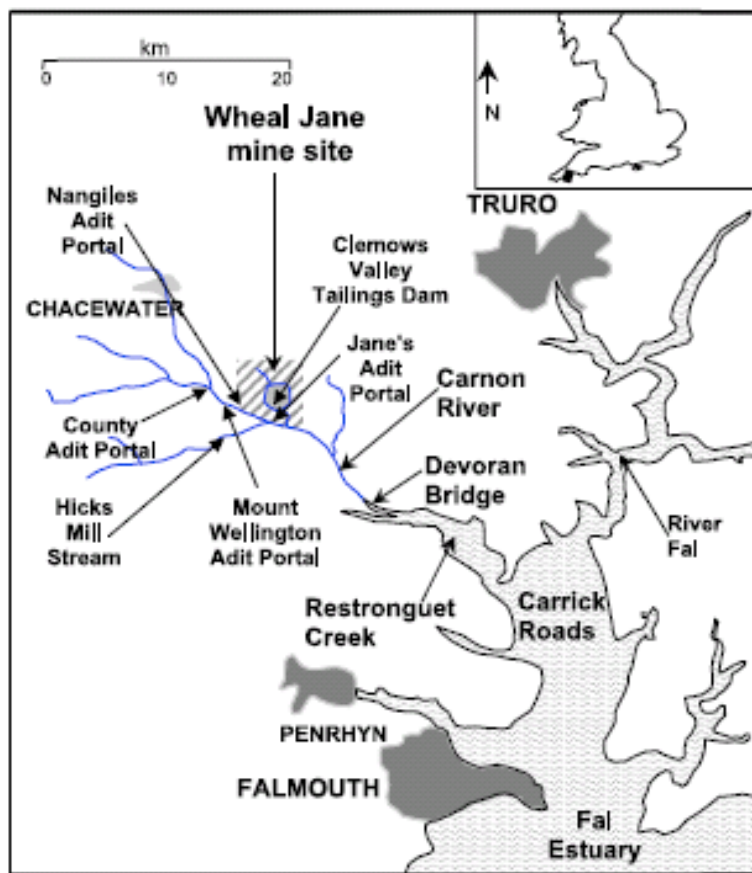 km
0 10 20
Wheal Jane
mine site
N
TRURO
Nangiles
Adit
Portal
Clemows
Valley
Tailings Dam
CHACEWATER
Jane's
Adit
Portal
Carnon
River
County
Adit Portal
Devoran
Bridge
Hicks
Mill
Stream
Mount
Wellington
Adit Portal
River
Fal
Restronguet
Creek
Carrick
Roads
PENRHYN
FALMOUTH
Fal
Estuary